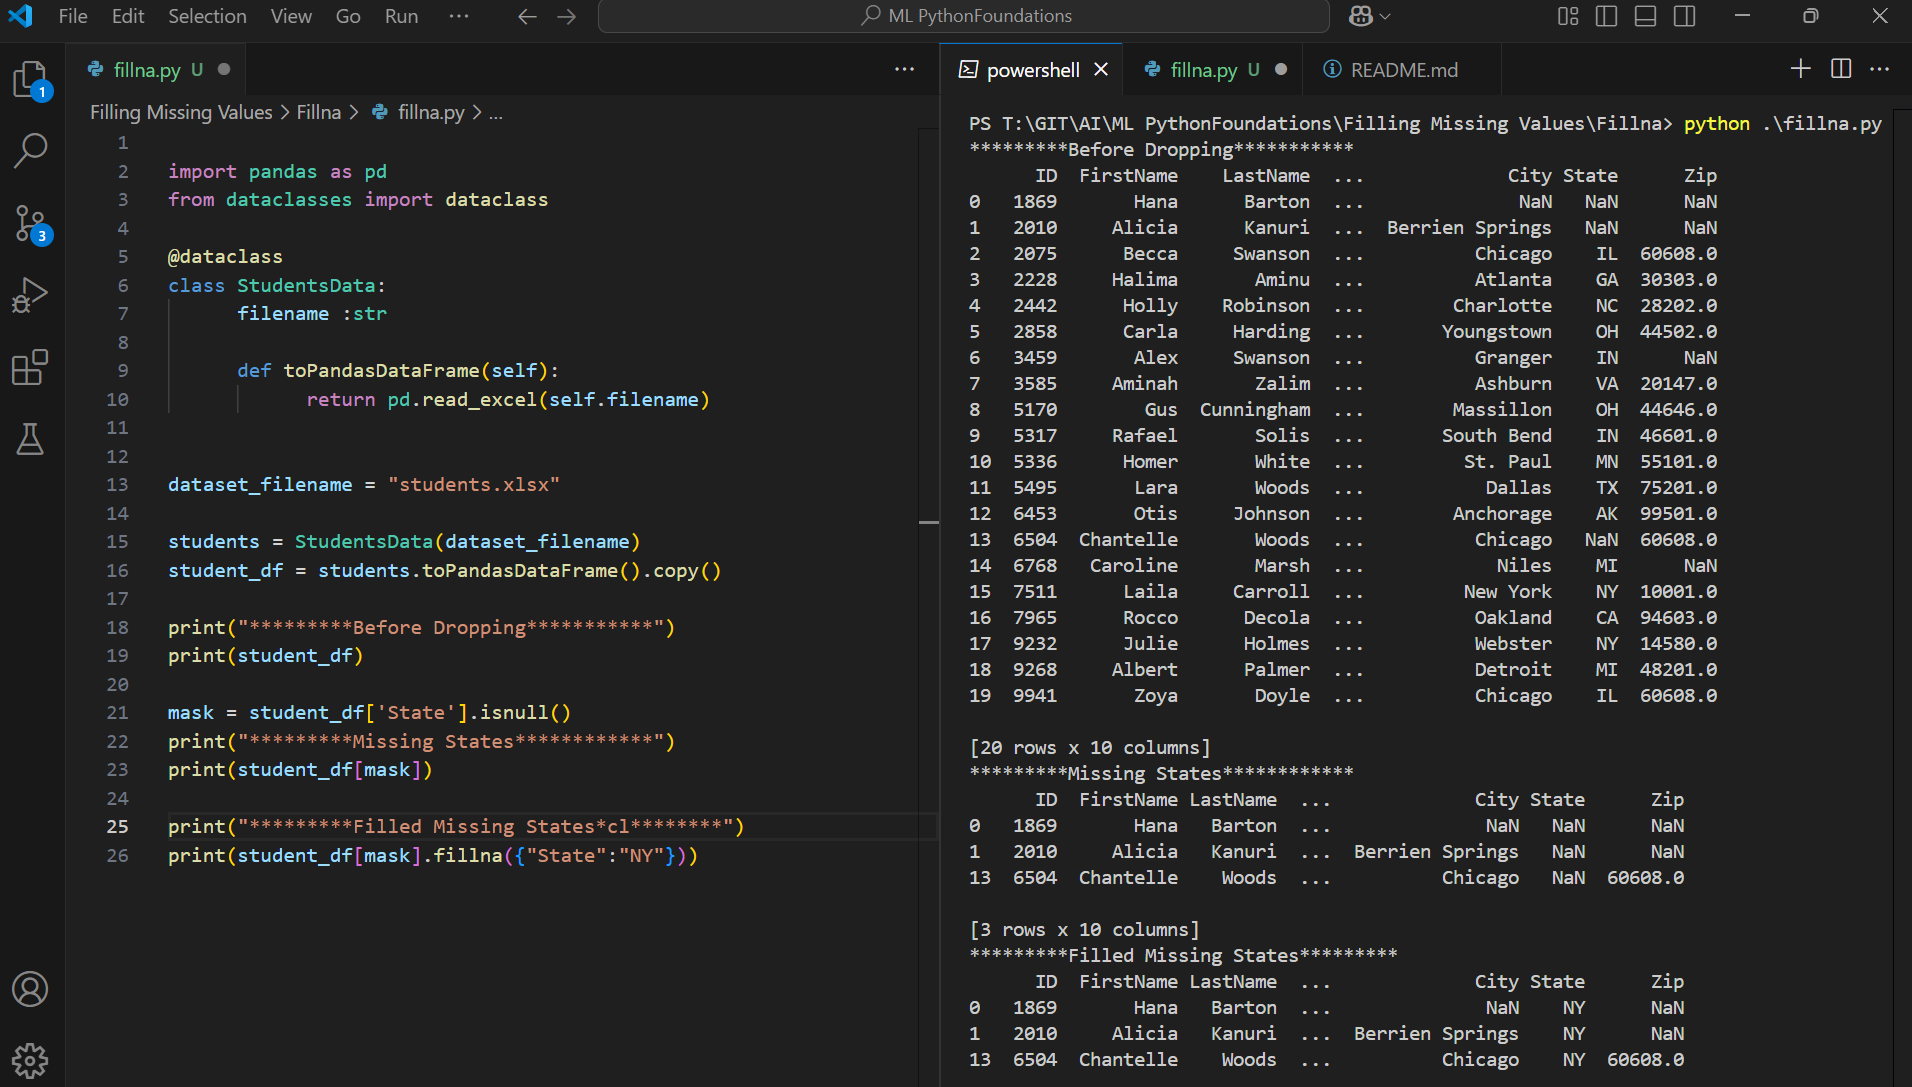 File Edit Selection View Go Run ... ML PythonFoundations
1
3
fillna.py U
Filling Missing Values > Fillna > fillna.py > ...
1
2 import pandas as pd
3 from dataclasses import dataclass
4
5 @dataclass
6 class StudentsData:
7 filename :str
8
9 def toPandasDataFrame(self):
10 return pd.read_excel(self.filename)
11
12
13 dataset_filename = "students.xlsx"
14
15 students = StudentsData(dataset_filename)
16 student_df = students.toPandasDataFrame().copy()
17
18 print("*********Before Dropping***********")
19 print(student_df)
20
21 mask = student_df['State'].isnull()
22 print("*********Missing States************")
23 print(student_df[mask])
24
25 print("*********Filled Missing States*cl********")
26 print(student_df[mask].fillna({"State":"NY"}))
powershell fillna.py U README.md
PS T:\GIT\AI\ML PythonFoundations\Filling Missing Values\Fillna> python .\fillna.py
*********Before Dropping***********
ID FirstName LastName ... City State Zip
0 1869 Hana Barton ... NaN NaN NaN
1 2010 Alicia Kanuri ... Berrien Springs NaN NaN
2 2075 Becca Swanson ... Chicago IL 60608.0
3 2228 Halima Aminu ... Atlanta GA 30303.0
4 2442 Holly Robinson ... Charlotte NC 28202.0
5 2858 Carla Harding ... Youngstown OH 44502.0
6 3459 Alex Swanson ... Granger IN NaN
7 3585 Aminah Zalim ... Ashburn VA 20147.0
8 5170 Gus Cunningham ... Massillon OH 44646.0
9 5317 Rafael Solis ... South Bend IN 46601.0
10 5336 Homer White ... St. Paul MN 55101.0
11 5495 Lara Woods ... Dallas TX 75201.0
12 6453 Otis Johnson ... Anchorage AK 99501.0
13 6504 Chantelle Woods ... Chicago NaN 60608.0
14 6768 Caroline Marsh ... Niles MI NaN
15 7511 Laila Carroll ... New York NY 10001.0
16 7965 Rocco Decola ... Oakland CA 94603.0
17 9232 Julie Holmes ... Webster NY 14580.0
18 9268 Albert Palmer ... Detroit MI 48201.0
19 9941 Zoya Doyle ... Chicago IL 60608.0
[20 rows x 10 columns]
*********Missing States************
ID FirstName LastName ... City State Zip
0 1869 Hana Barton ... NaN NaN NaN
1 2010 Alicia Kanuri ... Berrien Springs NaN NaN
13 6504 Chantelle Woods ... Chicago NaN 60608.0
[3 rows x 10 columns]
*********Filled Missing States*********
ID FirstName LastName ... City State Zip
0 1869 Hana Barton ... NaN NY NaN
1 2010 Alicia Kanuri ... Berrien Springs NY NaN
13 6504 Chantelle Woods ... Chicago NY 60608.0